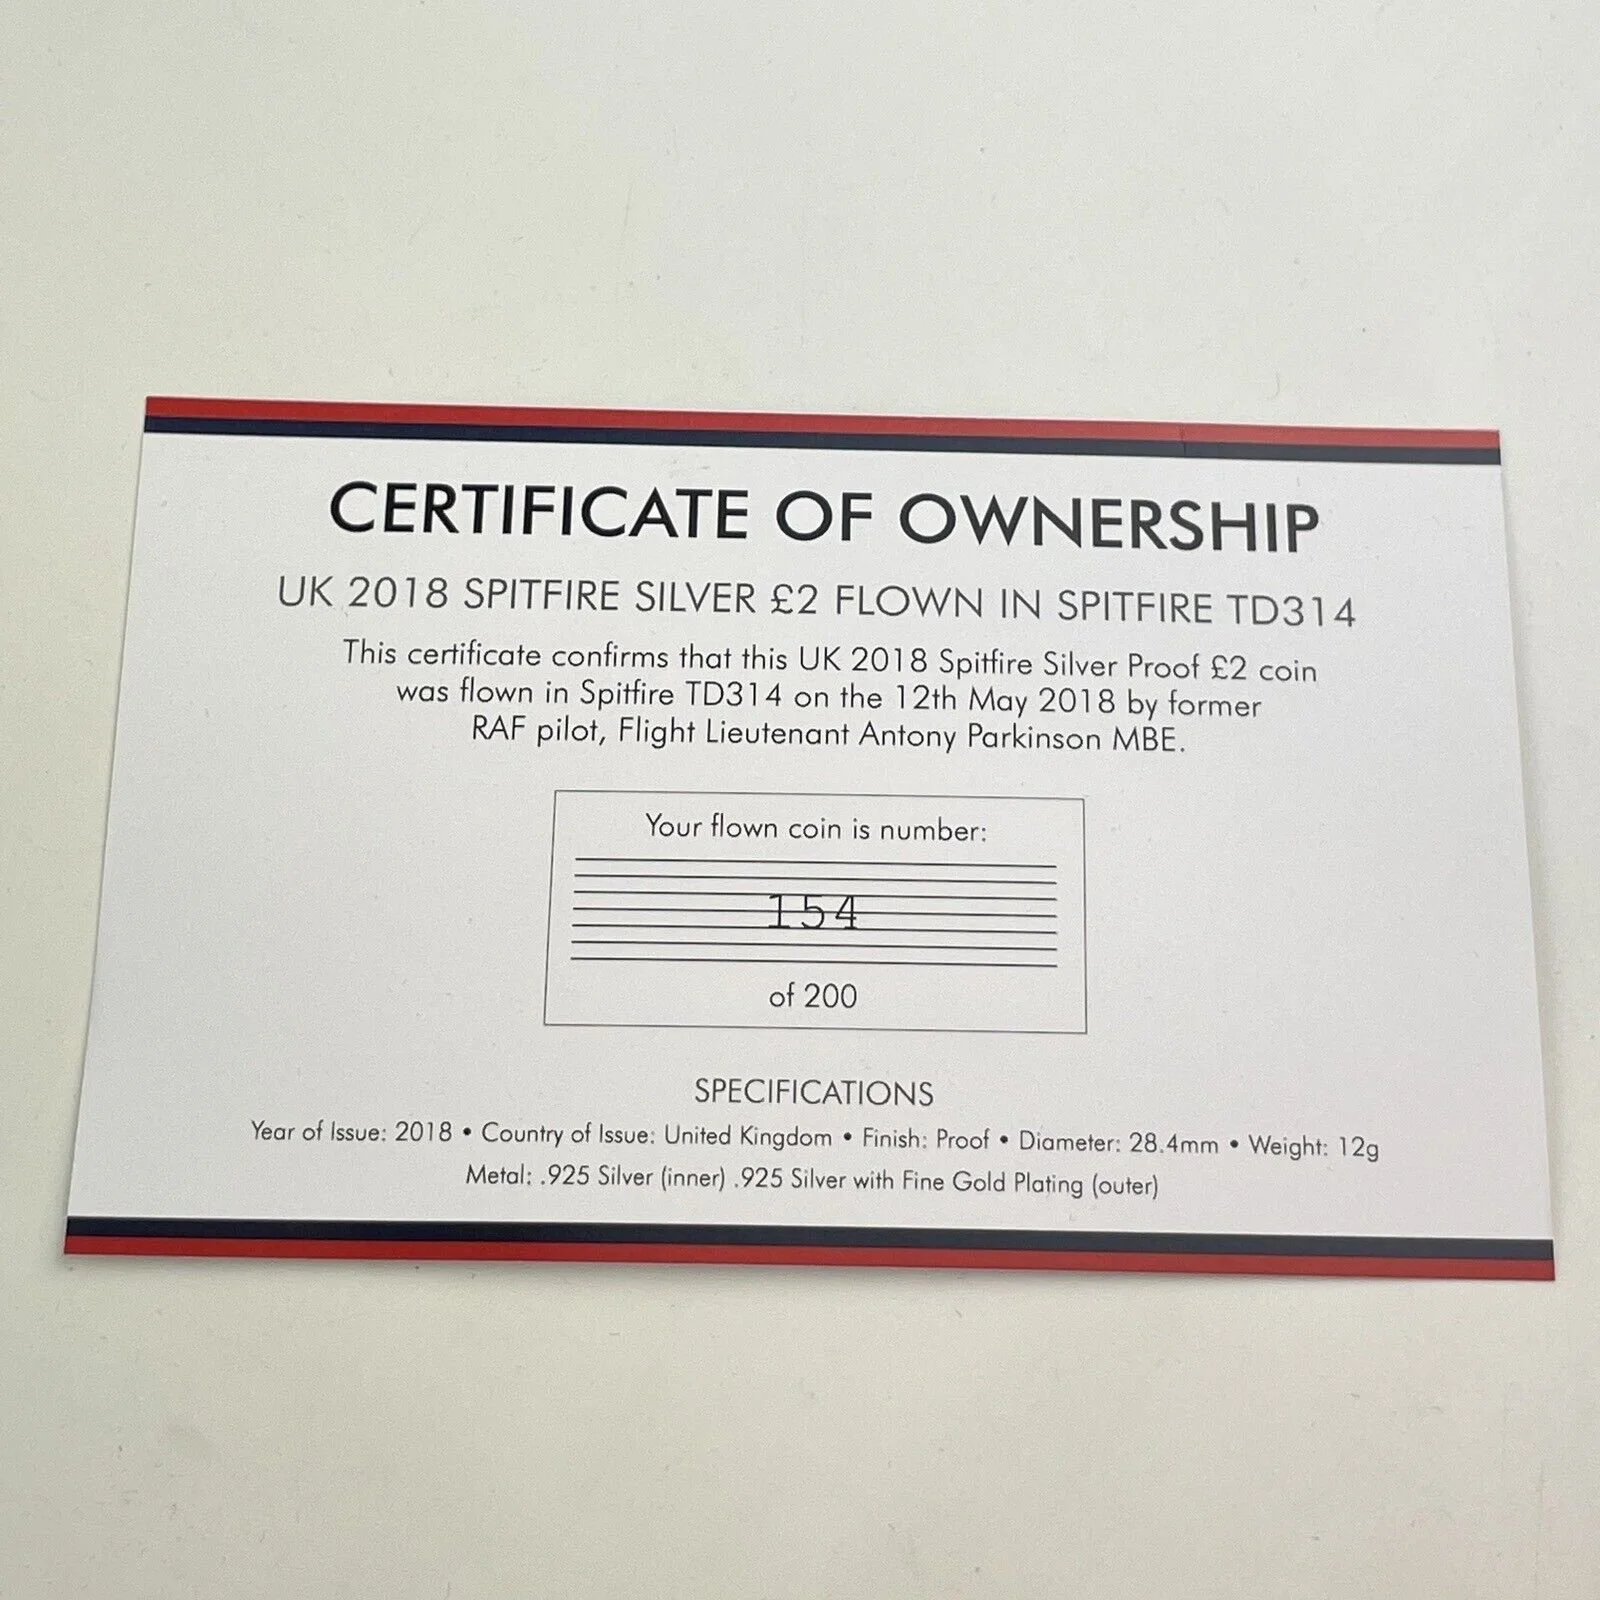 CERTIFICATE OF OWNERSHIP
UK 2018 SPITFIRE SILVER £2 FLOWN IN SPITFIRE TD314
This certificate confirms that this UK 2018 Spitfire Silver Proof £2 coin
was flown in Spitfire TD314 on the 12th May 2018 by former
RAF pilot, Flight Lieutenant Antony Parkinson MBE.
Your flown coin is number:
154
of 200
SPECIFICATIONS
Year of Issue: 2018 • Country of Issue: United Kingdom • Finish: Proof • Diameter: 28.4mm • Weight: 12g
Metal: .925 Silver (inner) .925 Silver with Fine Gold Plating (outer)